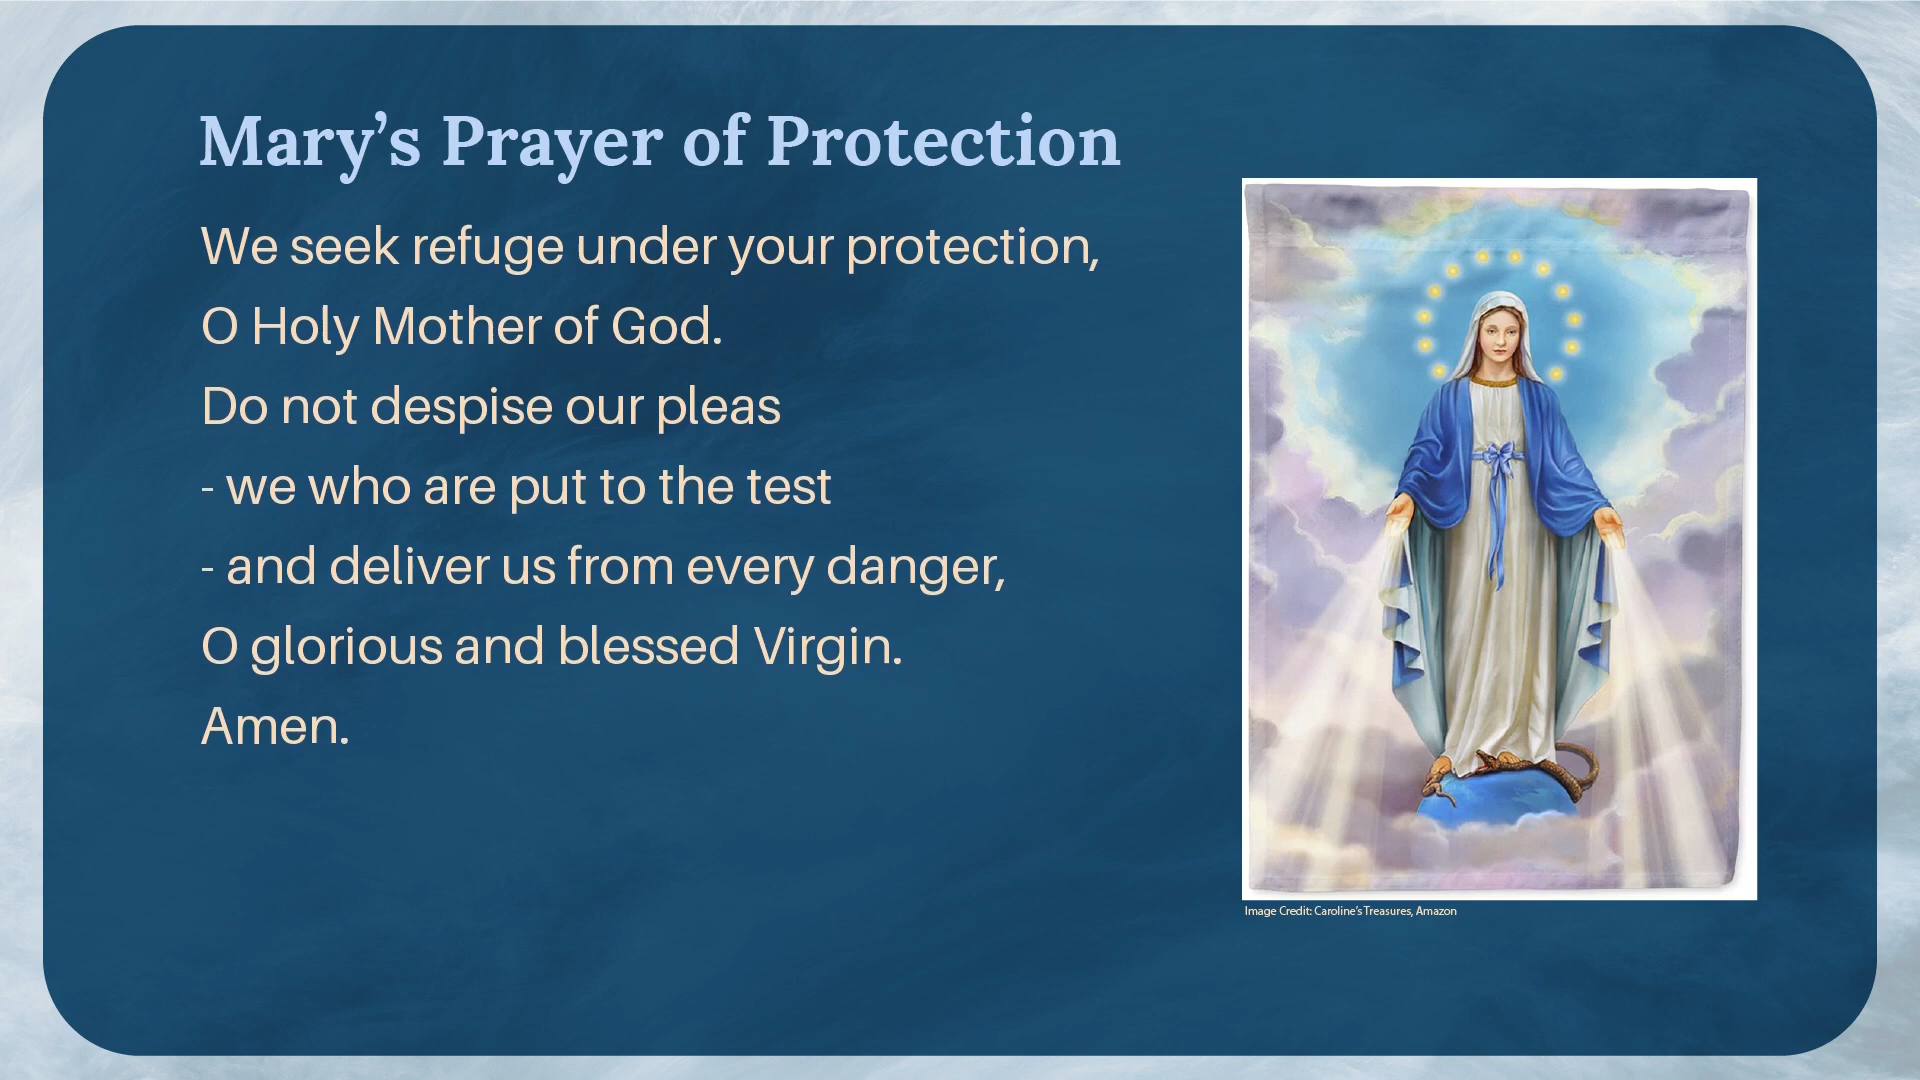 Mary’s Prayer of Protection
We seek refuge under your protection,
O Holy Mother of God.
Do not despise our pleas
- we who are put to the test
- and deliver us from every danger,
O glorious and blessed Virgin.
Amen.
Image Credit: Caroline’s Treasures, Amazon